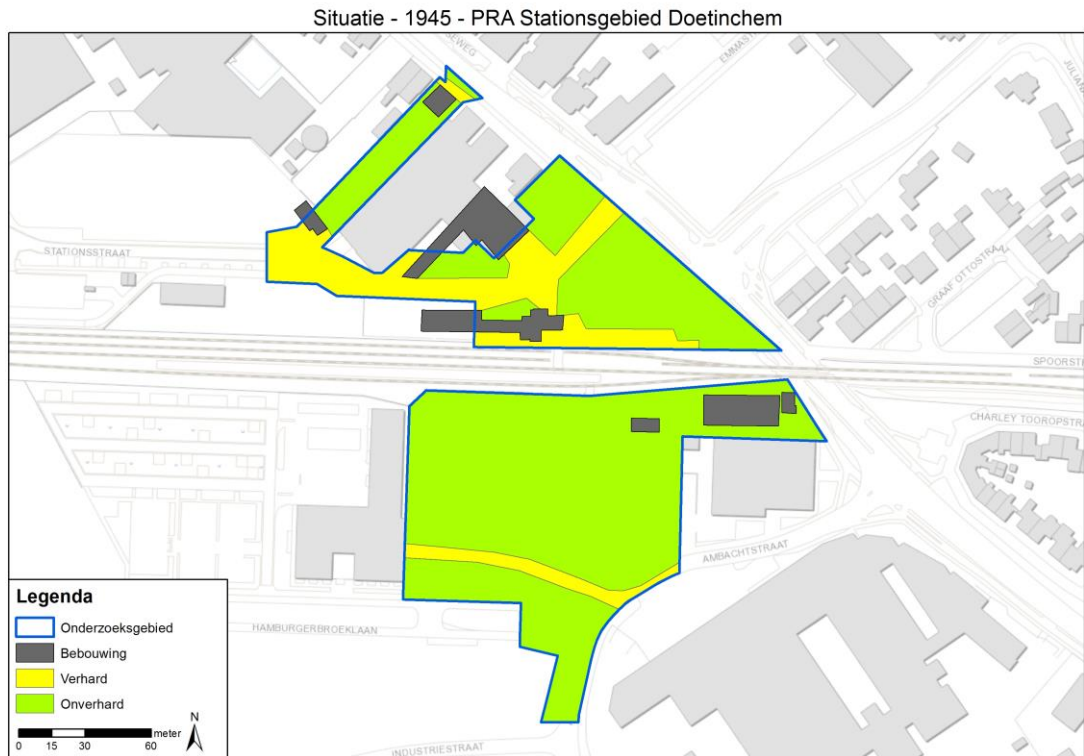 Situatie - 1945 - PRA Stationsgebied Doetinchem
EMMAST
STATIONSSTRAAT
GRAAF OTTOSTRAAT
SPOORST
CHARLEY TOOROPSTRA
AMBACHTSTRAAT
HAMBURGERBROEKLAAN
INDUSTRIESTRAAT
Legenda
Onderzoeksgebied
Bebouwing
Verhard
Onverhard
0 15 30 60 meter
N